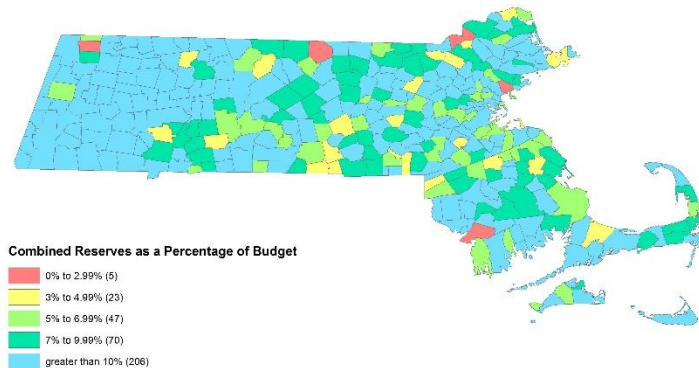 Combined Reserves as a Percentage of Budget
0% to 2.99% (5)
3% to 4.99% (23)
5% to 6.99% (47)
7% to 9.99% (70)
greater than 10% (206)